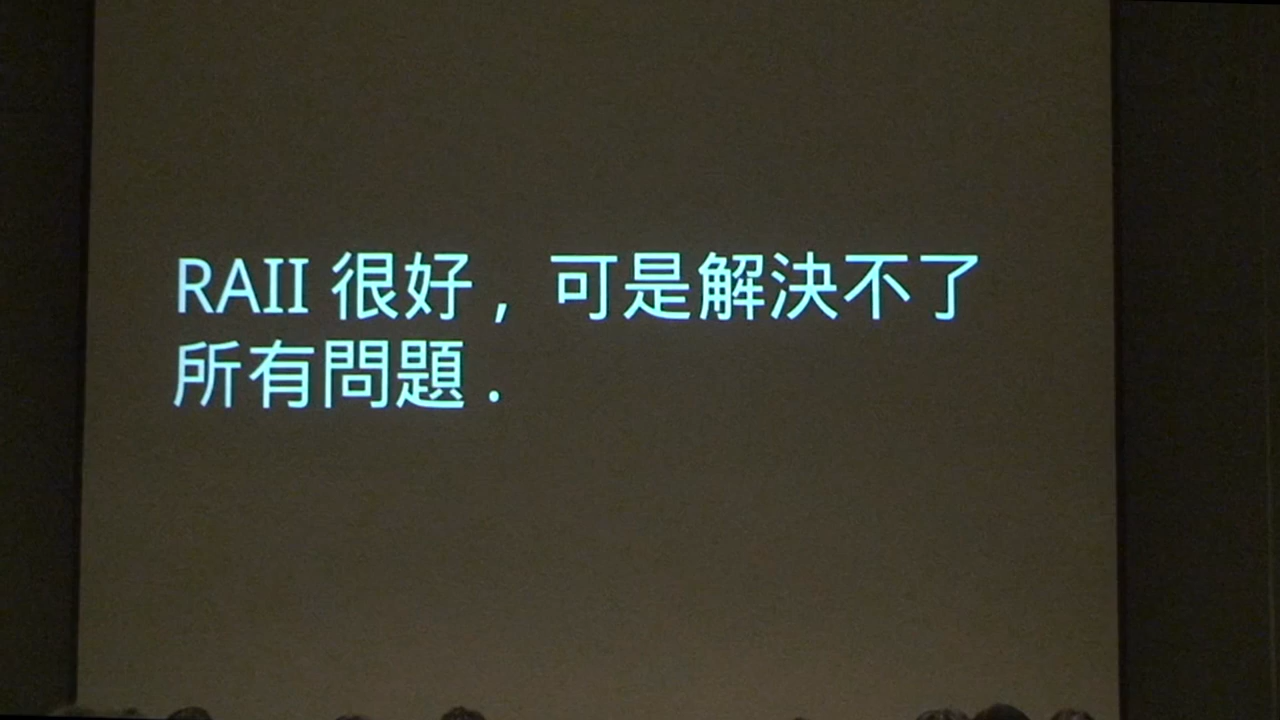 RAII 很好 , 可是解決不了
所有問題 .